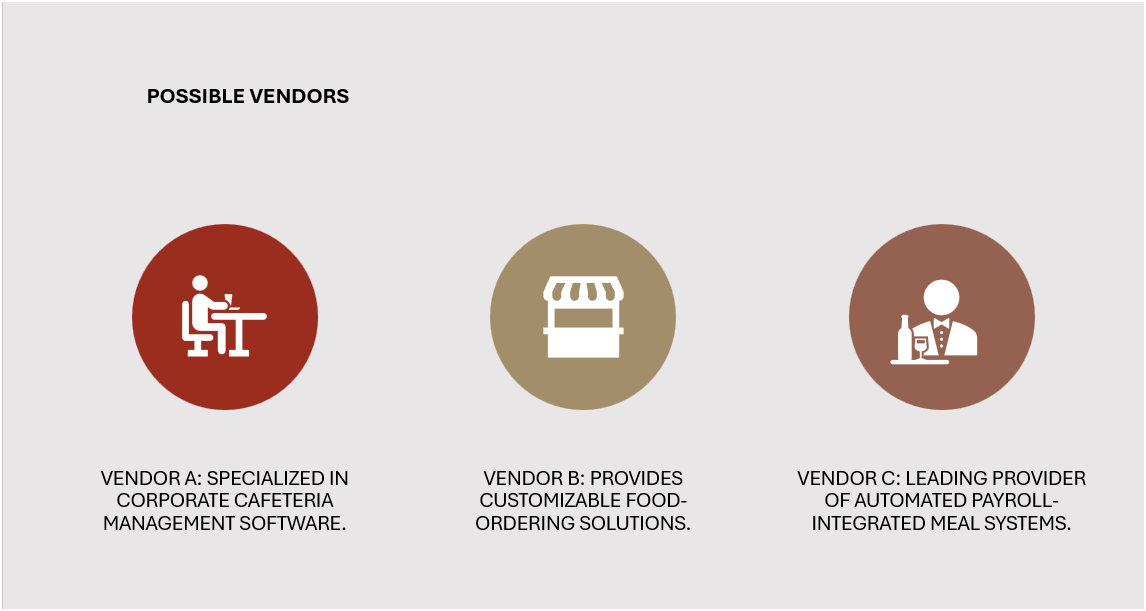 POSSIBLE VENDORS
VENDOR A: SPECIALIZED IN
CORPORATE CAFETERIA
MANAGEMENT SOFTWARE.
VENDOR B: PROVIDES
CUSTOMIZABLE FOOD-
ORDERING SOLUTIONS.
VENDOR C: LEADING PROVIDER
OF AUTOMATED PAYROLL-
INTEGRATED MEAL SYSTEMS.